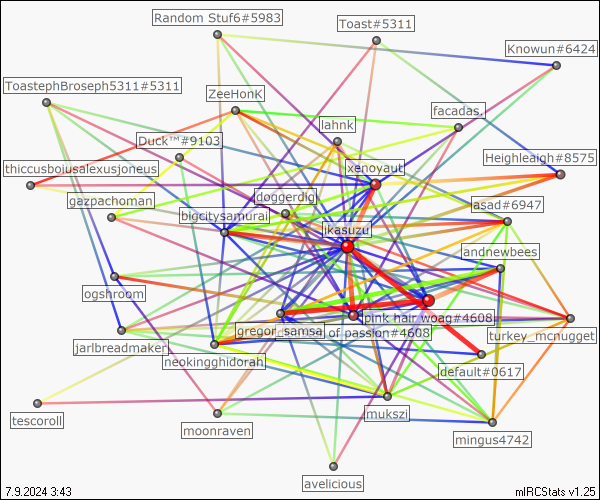 Random Stuf6#5983
Toast#5311
Knowun#6424
ToastephBroseph5311#5311
ZeeHonK
facadas.
lahnk
Duck™#9103
Heighleaigh#8575
thiccusboiusalexusjoneus
xenoyaut
doggerdig
gazpachoman
asad#6947
bigcitysamurai
ikasuzu
andnewbees
ogshroom
pink hair woag#4608
gregor_samsa
of passion#4608
turkey_mcnugget
jarlbreadmaker
neokingghidorah
default#0617
tescoroll
mukszi
moonraven
mingus4742
avelicious
7.9.2024 3:43
mIRCStats v1.25